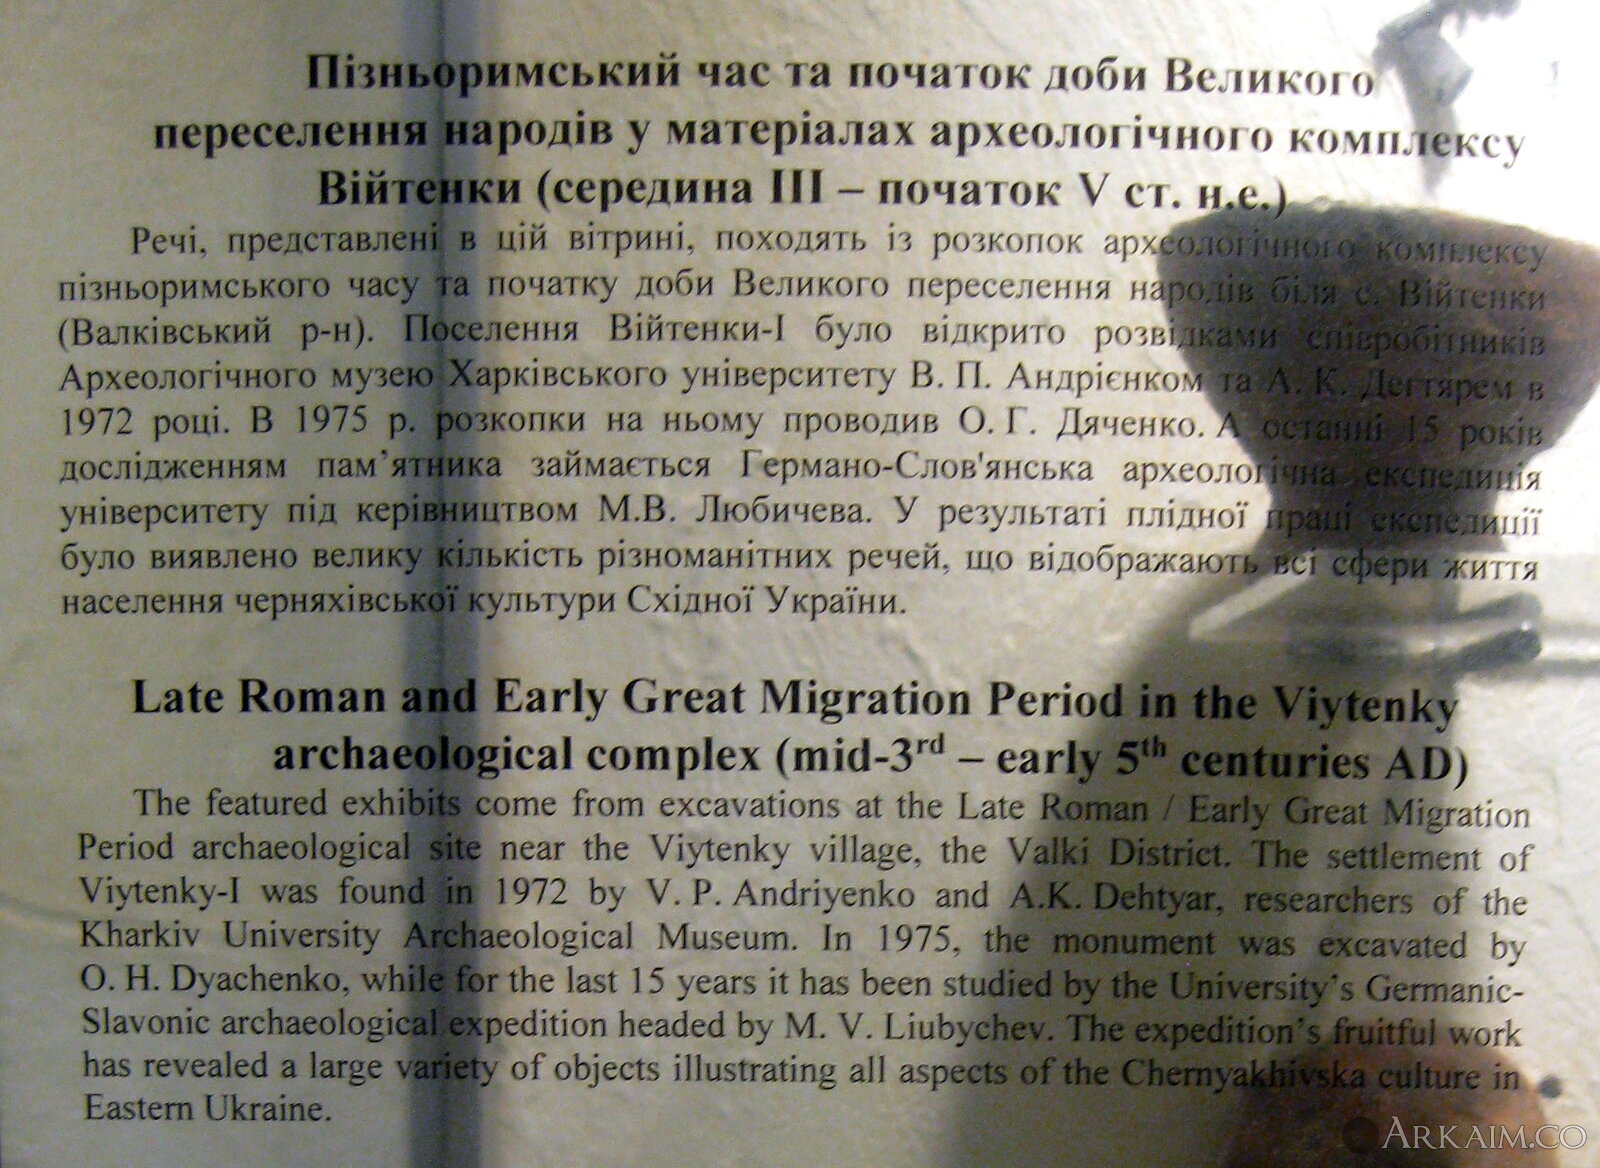 Пізньоримський час та початок доби Великого
переселення народів у матеріалах археологічного комплексу
Війтенки (середина III – початок V ст. н.е.)
Речі, представлені в цій вітрині, походять із розкопок археологічного комплексу
пізньоримського часу та початку доби Великого переселення народів біля с. Війтенки
(Валківський р-н). Поселення Війтенки-I було відкрито розвідками співробітників
Археологічного музею Харківського університету В. П. Андрієнком та А. К. Дегтярем в
1972 році. В 1975 р. розкопки на ньому проводив О. Г. Дяченко. А останні 15 років
дослідженням пам’ятника займається Германо-Слов'янська археологічна експедиція
університету під керівництвом М.В. Любичева. У результаті плідної праці експедиції
було виявлено велику кількість різноманітних речей, що відображають всі сфери життя
населення черняхівської культури Східної України.
Late Roman and Early Great Migration Period in the Viytenky
archaeological complex (mid-3rd – early 5th centuries AD)
The featured exhibits come from excavations at the Late Roman / Early Great Migration
Period archaeological site near the Viytenky village, the Valki District. The settlement of
Viytenky-I was found in 1972 by V. P. Andriyenko and A.K. Dehtyar, researchers of the
Kharkiv University Archaeological Museum. In 1975, the monument was excavated by
O. H. Dyachenko, while for the last 15 years it has been studied by the University’s Germanic-
Slavonic archaeological expedition headed by M. V. Liubychev. The expedition’s fruitful work
has revealed a large variety of objects illustrating all aspects of the Chernyakhivska culture in
Eastern Ukraine.
ARKAIM.CO